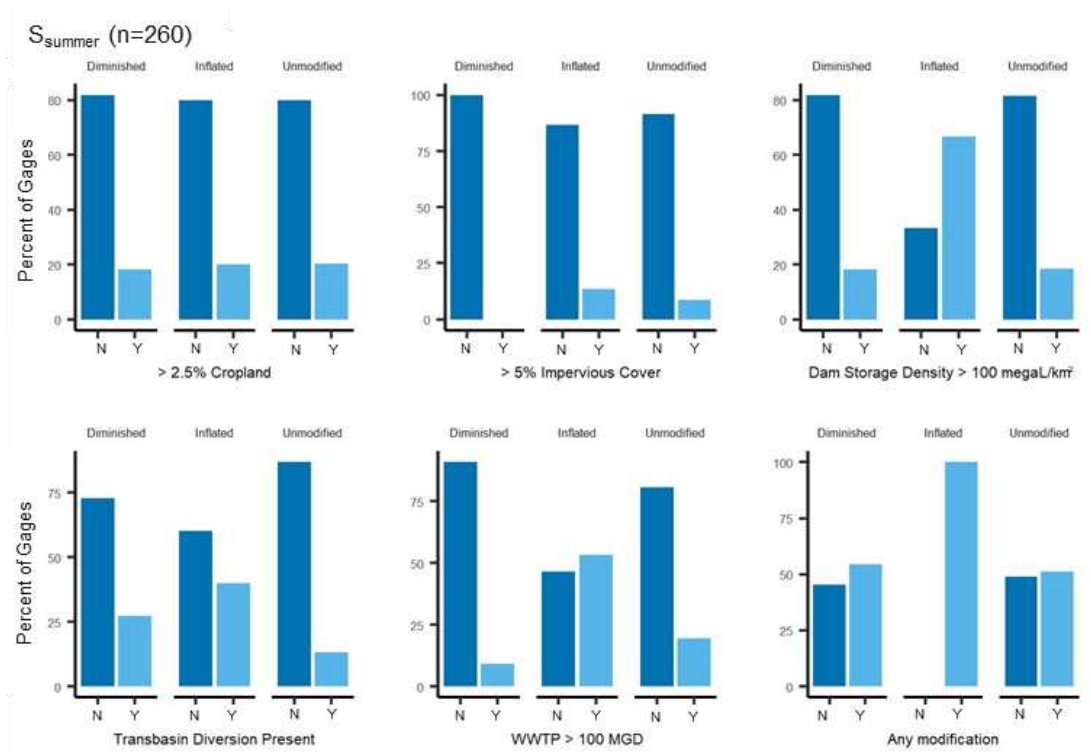 S_summer (n=260)
Diminished Inflated Unmodified
Percent of Gages
80
60
40
20
0
N Y N Y N Y
> 2.5% Cropland
Diminished Inflated Unmodified
100
75
50
25
0
N Y N Y N Y
> 5% Impervious Cover
Diminished Inflated Unmodified
80
60
40
20
0
N Y N Y N Y
Dam Storage Density > 100 megaL/km²
Diminished Inflated Unmodified
Percent of Gages
75
50
25
0
N Y N Y N Y
Transbasin Diversion Present
Diminished Inflated Unmodified
75
50
25
0
N Y N Y N Y
WWTP > 100 MGD
Diminished Inflated Unmodified
100
75
50
25
0
N Y N Y N Y
Any modification